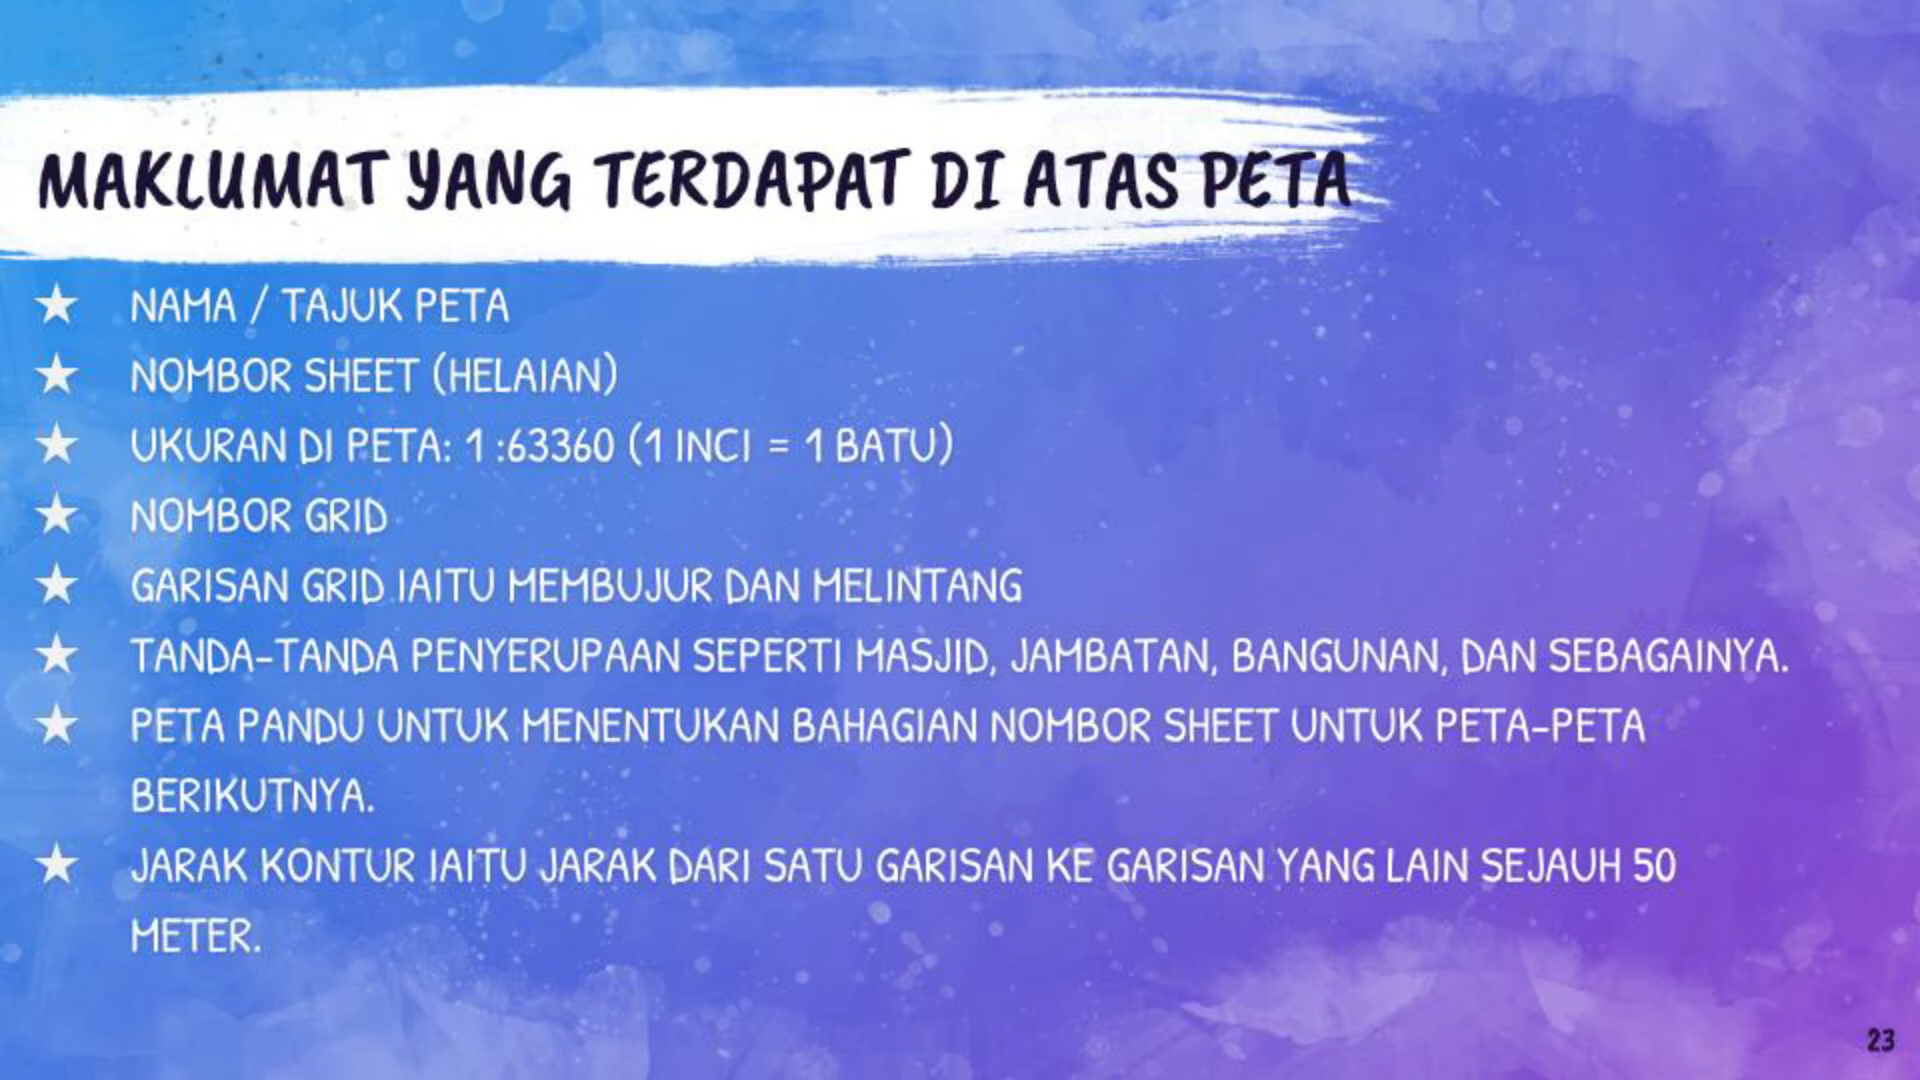 MAKLUMAT YANG TERDAPAT DI ATAS PETA
★ NAMA / TAJUK PETA
★ NOMBOR SHEET (HELAIAN)
★ UKURAN DI PETA: 1 :63360 (1 INCI = 1 BATU)
★ NOMBOR GRID
★ GARISAN GRID IAITU MEMBUJUR DAN MELINTANG
★ TANDA-TANDA PENYERUPAAN SEPERTI MASJID, JAMBATAN, BANGUNAN, DAN SEBAGAINYA.
★ PETA PANDU UNTUK MENENTUKAN BAHAGIAN NOMBOR SHEET UNTUK PETA-PETA
BERIKUTNYA.
★ JARAK KONTUR IAITU JARAK DARI SATU GARISAN KE GARISAN YANG LAIN SEJAUH 50
METER.
23